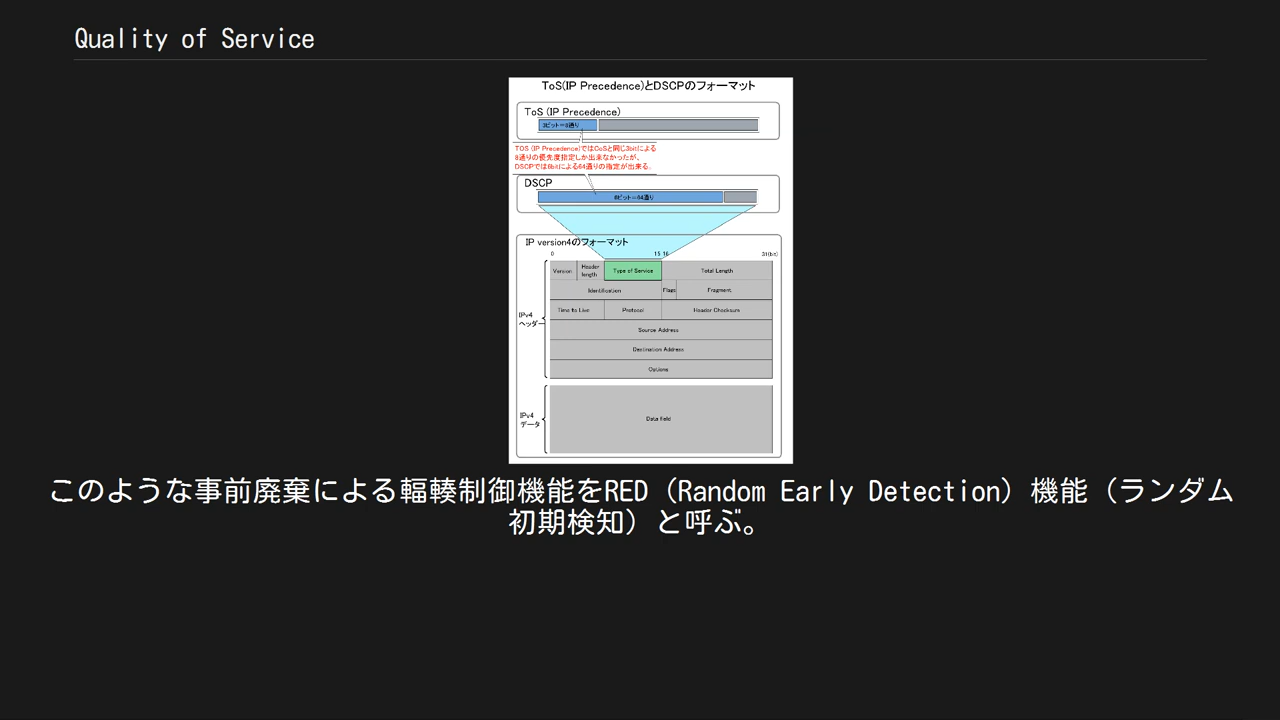 Quality of Service
ToS(IP Precedence)とDSCPのフォーマット
ToS (IP Precedence)
3ビット=8通り
TOS (IP Precedence)ではCoSと同じ3bitによる
8通りの優先度指定しか出来なかったが、
DSCPでは6bitによる64通りの指定が出来る。
DSCP
6ビット=64通り
IP version4のフォーマット
0 15 16 31(bit)
Version Header length Type of Service Total Length
Identification Flags Fragment
Time to Live Protocol Header Checksum
IPv4
ヘッダー
Source Address
Destination Address
Options
IPv4
データ
Data field
このような事前廃棄による輻輳制御機能をRED（Random Early Detection）機能（ランダム
初期検知）と呼ぶ。